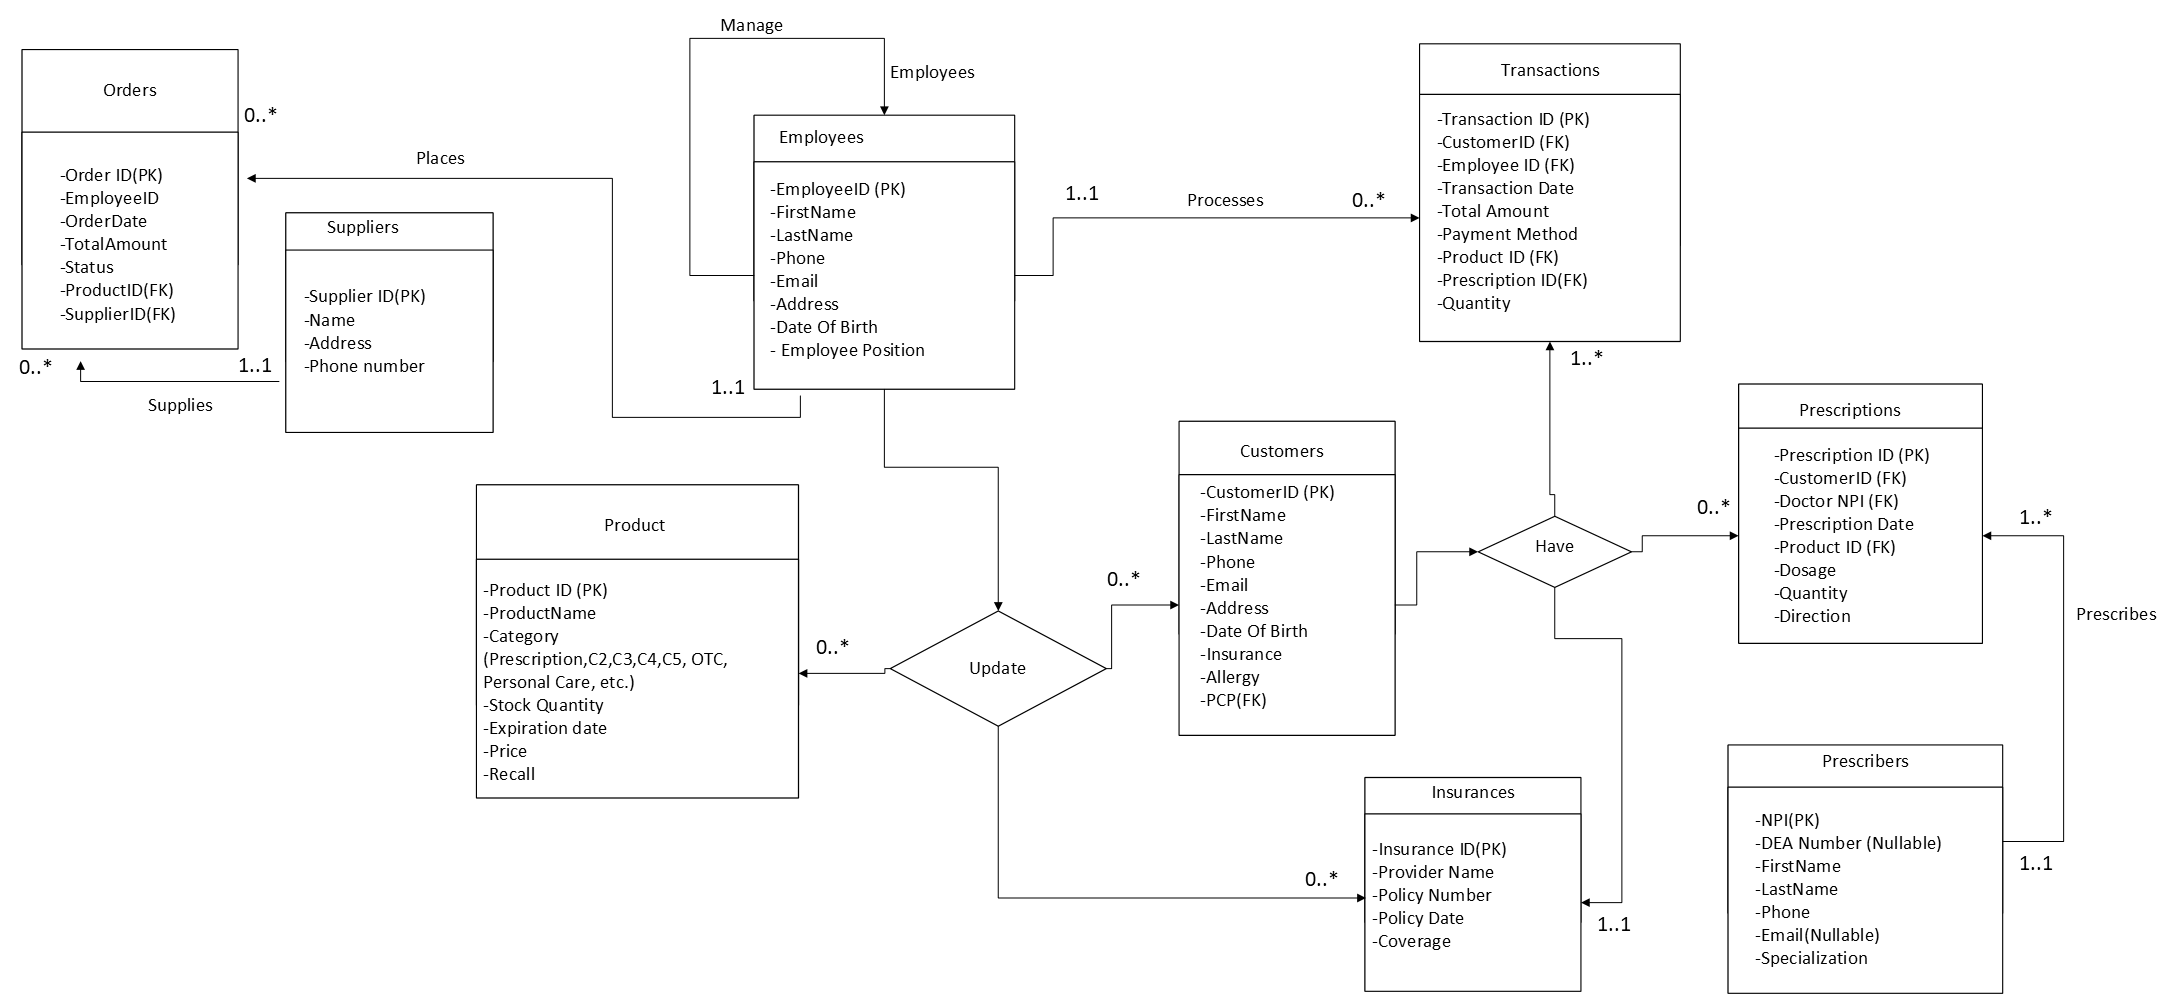 Manage
Employees
Orders
0..*
-Order ID(PK)
-EmployeeID
-OrderDate
-TotalAmount
-Status
-ProductID(FK)
-SupplierID(FK)
0..*
1..1
Supplies
Places
Suppliers
-Supplier ID(PK)
-Name
-Address
-Phone number
Employees
-EmployeeID (PK)
-FirstName
-LastName
-Phone
-Email
-Address
-Date Of Birth
- Employee Position
1..1
1..1
Processes
0..*
Transactions
-Transaction ID (PK)
-CustomerID (FK)
-Employee ID (FK)
-Transaction Date
-Total Amount
-Payment Method
-Product ID (FK)
-Prescription ID(FK)
-Quantity
1..*
Product
-Product ID (PK)
-ProductName
-Category
(Prescription,C2,C3,C4,C5, OTC,
Personal Care, etc.)
-Stock Quantity
-Expiration date
-Price
-Recall
0..*
Update
0..*
0..*
Customers
-CustomerID (PK)
-FirstName
-LastName
-Phone
-Email
-Address
-Date Of Birth
-Insurance
-Allergy
-PCP(FK)
Have
0..*
Prescriptions
-Prescription ID (PK)
-CustomerID (FK)
-Doctor NPI (FK)
-Prescription Date
-Product ID (FK)
-Dosage
-Quantity
-Direction
1..*
Prescribes
Insurances
-Insurance ID(PK)
-Provider Name
-Policy Number
-Policy Date
-Coverage
1..1
Prescribers
-NPI(PK)
-DEA Number (Nullable)
-FirstName
-LastName
-Phone
-Email(Nullable)
-Specialization
1..1